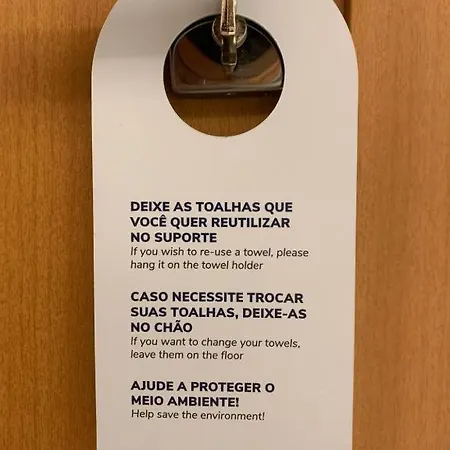 DEIXE AS TOALHAS QUE
VOCÊ QUER REUTILIZAR
NO SUPORTE
If you wish to re-use a towel, please
hang it on the towel holder
CASO NECESSITE TROCAR
SUAS TOALHAS, DEIXE-AS
NO CHÃO
If you want to change your towels,
leave them on the floor
AJUDE A PROTEGER O
MEIO AMBIENTE!
Help save the environment!